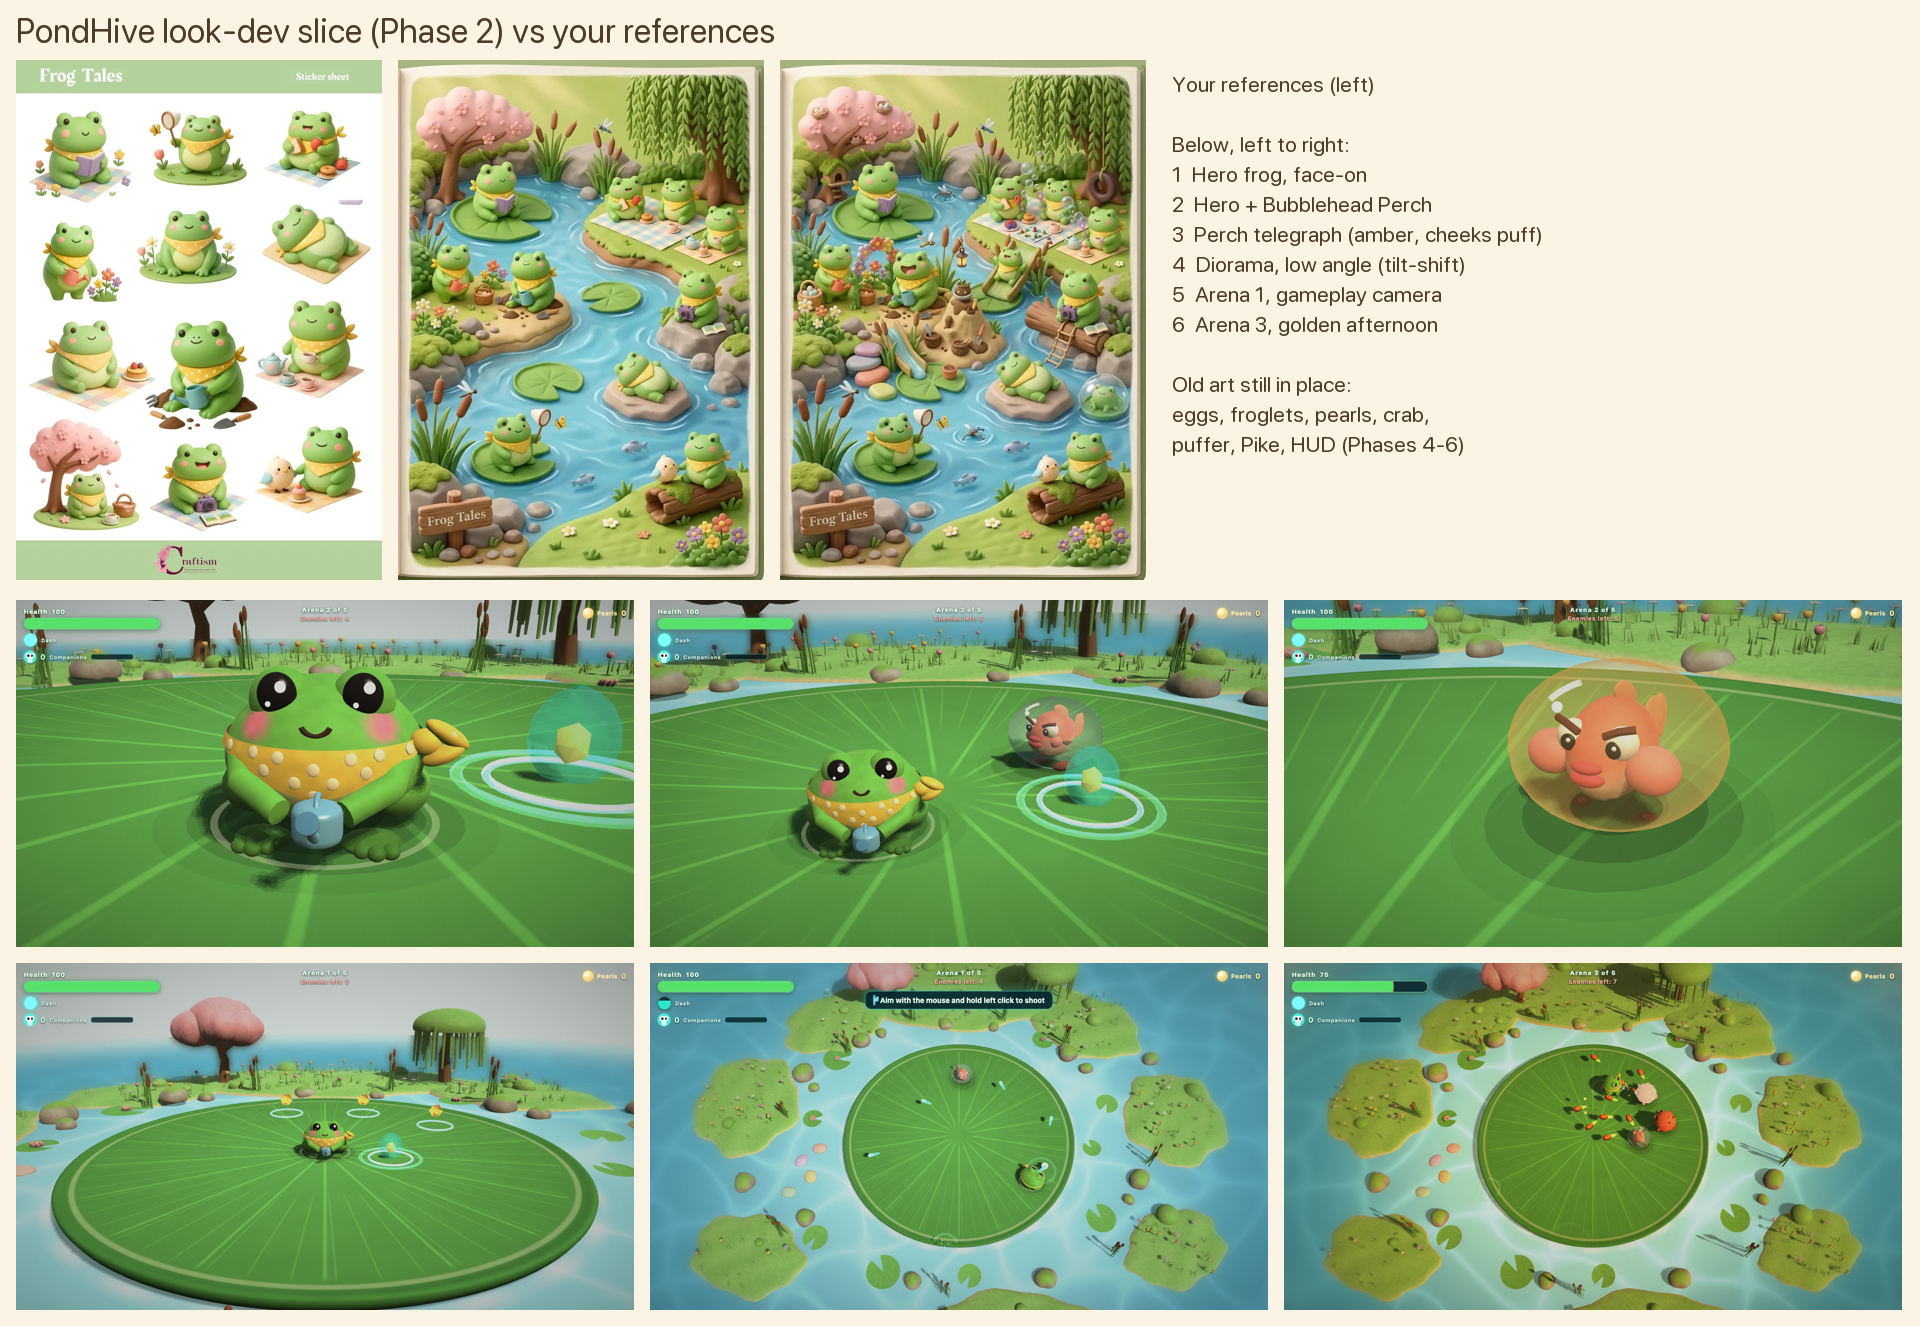 PondHive look-dev slice (Phase 2) vs your references
Frog Tales
Sticker sheet
Craftism
Frog Tales
Frog Tales
Your references (left)
Below, left to right:
1 Hero frog, face-on
2 Hero + Bubblehead Perch
3 Perch telegraph (amber, cheeks puff)
4 Diorama, low angle (tilt-shift)
5 Arena 1, gameplay camera
6 Arena 3, golden afternoon
Old art still in place:
eggs, froglets, pearls, crab,
puffer, Pike, HUD (Phases 4-6)
Health 100
Arena 2 of 5
Enemies left: 4
Pearls 0
Dash
0 Companions
Health 100
Arena 2 of 5
Pearls 0
Dash
0 Companions
Health 100
Arena 2 of 5
Pearls 0
Dash
0 Companions
Health 100
Arena 1 of 5
Pearls 0
Dash
0 Companions
Health 100
Arena 1 of 5
Enemies left: 4
Pearls 0
Aim with the mouse and hold left click to shoot
Dash
0 Companions
Health 75
Arena 3 of 5
Enemies left: 7
Pearls 0
Dash
0 Companions